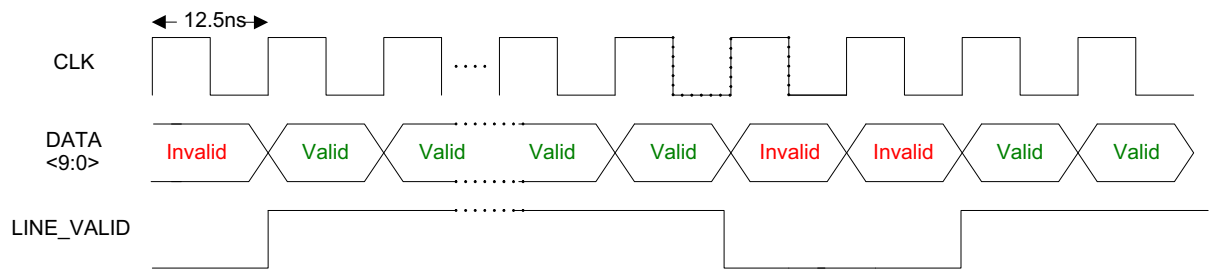 12.5ns
CLK
DATA
<9:0>
Invalid Valid Valid Valid Valid Invalid Invalid Valid Valid
LINE_VALID